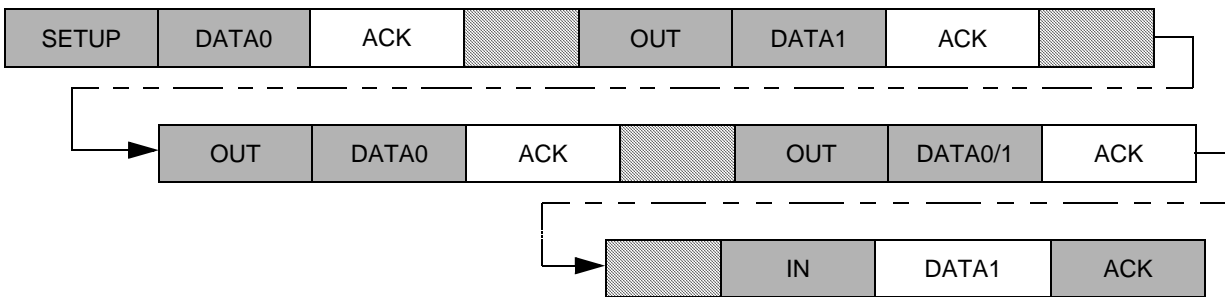 SETUP DATA0 ACK OUT DATA1 ACK
OUT DATA0 ACK OUT DATA0/1 ACK
IN DATA1 ACK